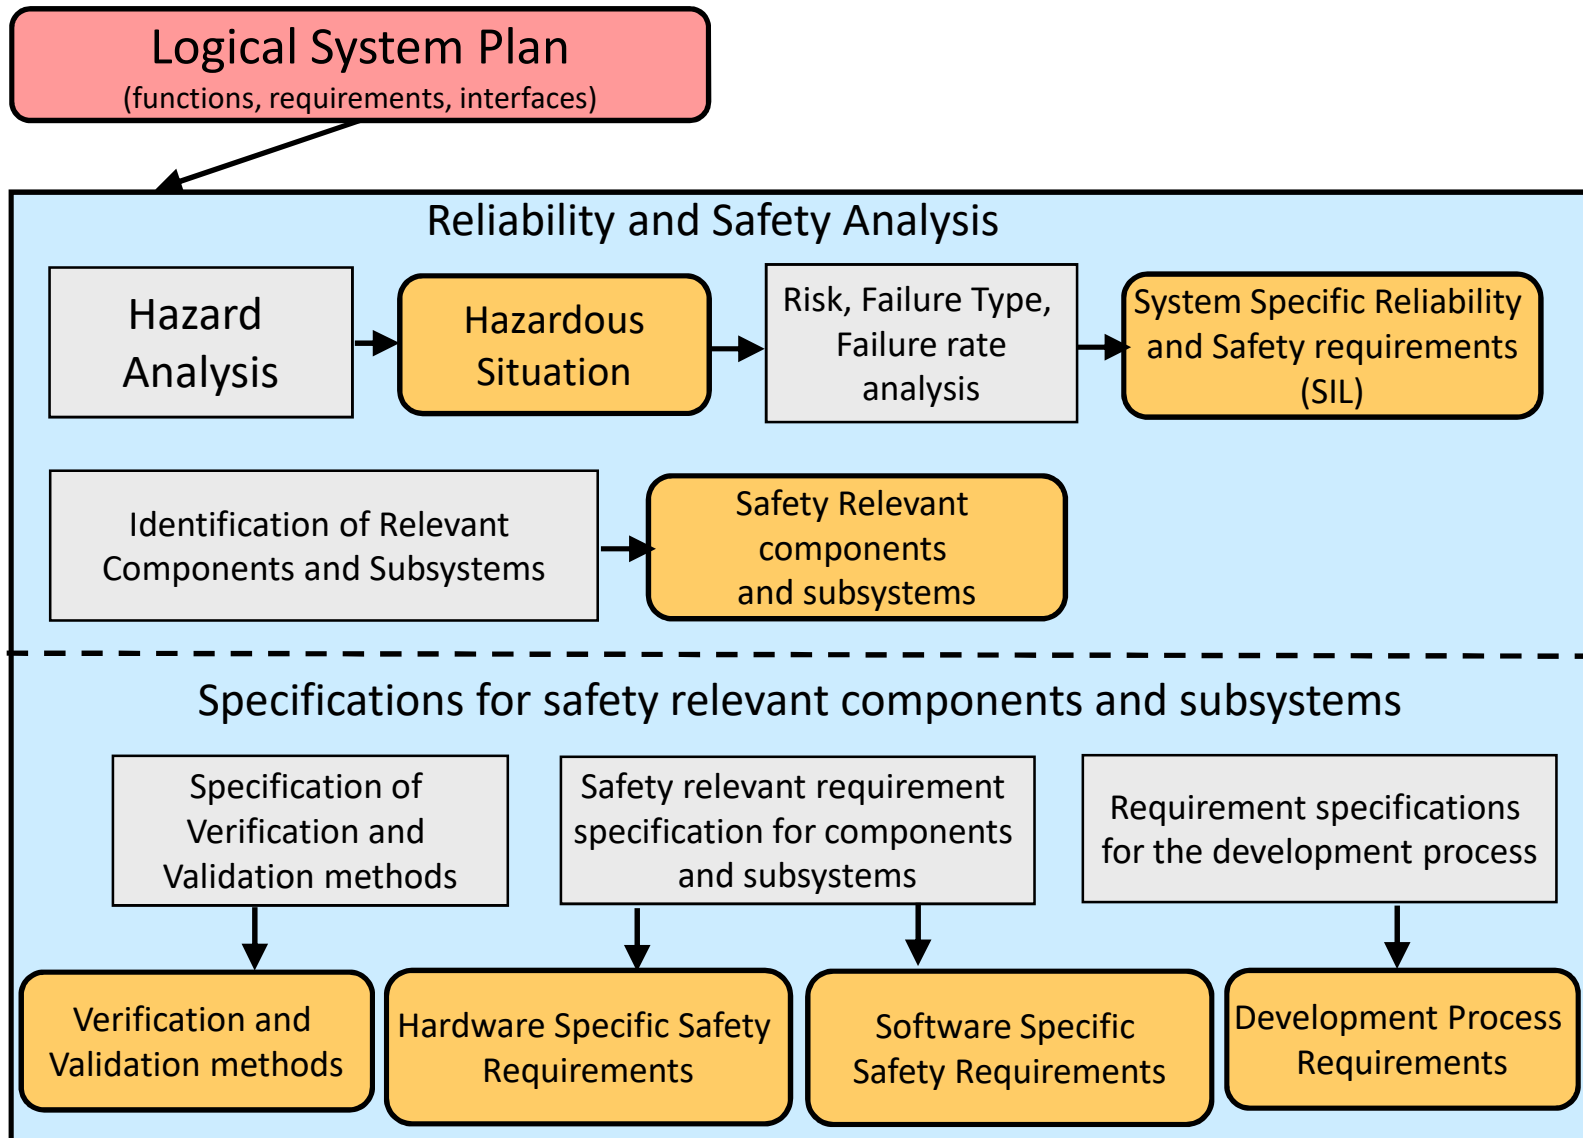 Logical System Plan
(functions, requirements, interfaces)
Reliability and Safety Analysis
Hazard
Analysis
Hazardous
Situation
Risk, Failure Type,
Failure rate
analysis
System Specific Reliability
and Safety requirements
(SIL)
Identification of Relevant
Components and Subsystems
Safety Relevant
components
and subsystems
Specifications for safety relevant components and subsystems
Specification of
Verification and
Validation methods
Safety relevant requirement
specification for components
and subsystems
Requirement specifications
for the development process
Verification and
Validation methods
Hardware Specific Safety
Requirements
Software Specific
Safety Requirements
Development Process
Requirements